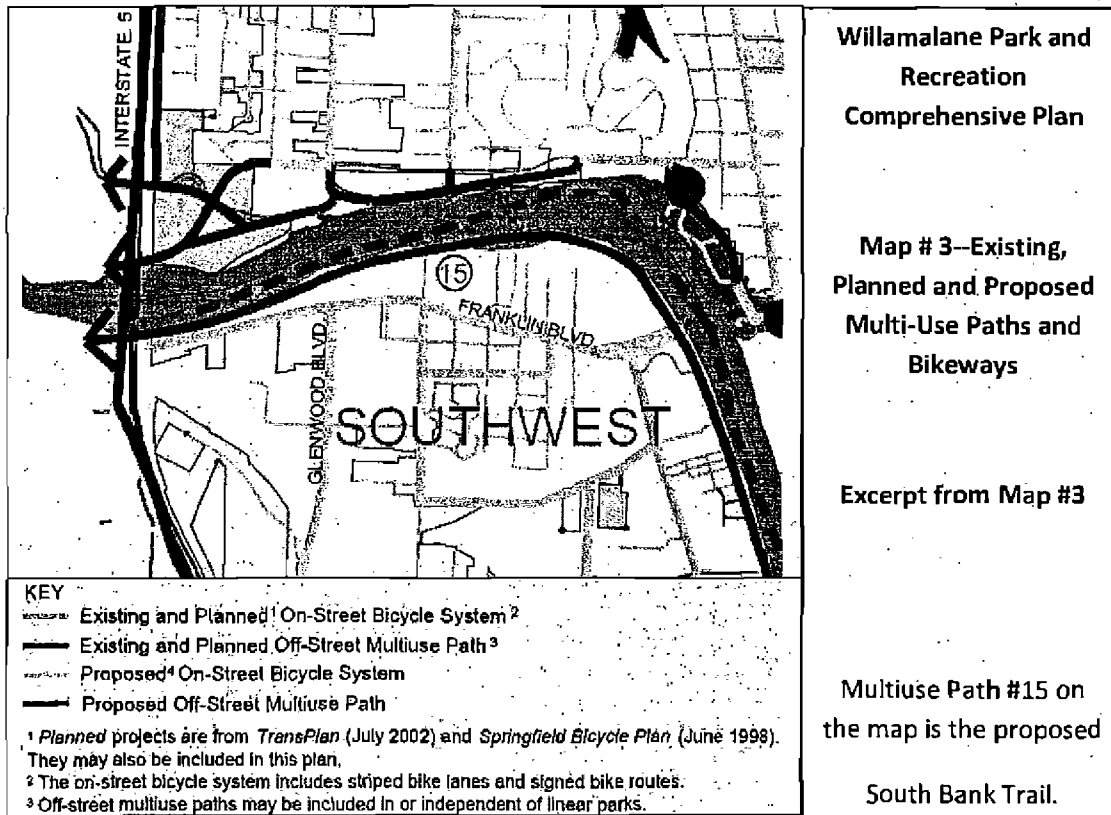 INTERSTATE 5
15
FRANKLIN BLVD.
GLENWOOD BLVD.
SOUTHWEST
KEY
Existing and Planned¹ On-Street Bicycle System²
Existing and Planned Off-Street Multiuse Path³
Proposed⁴ On-Street Bicycle System
Proposed Off-Street Multiuse Path
¹ Planned projects are from TransPlan (July 2002) and Springfield Bicycle Plan (June 1998).
They may also be included in this plan.
² The on-street bicycle system includes striped bike lanes and signed bike routes.
³ Off-street multiuse paths may be included in or independent of linear parks.
Willamalane Park and
Recreation
Comprehensive Plan
Map # 3--Existing,
Planned and Proposed
Multi-Use Paths and
Bikeways
Excerpt from Map #3
Multiuse Path #15 on
the map is the proposed
South Bank Trail.